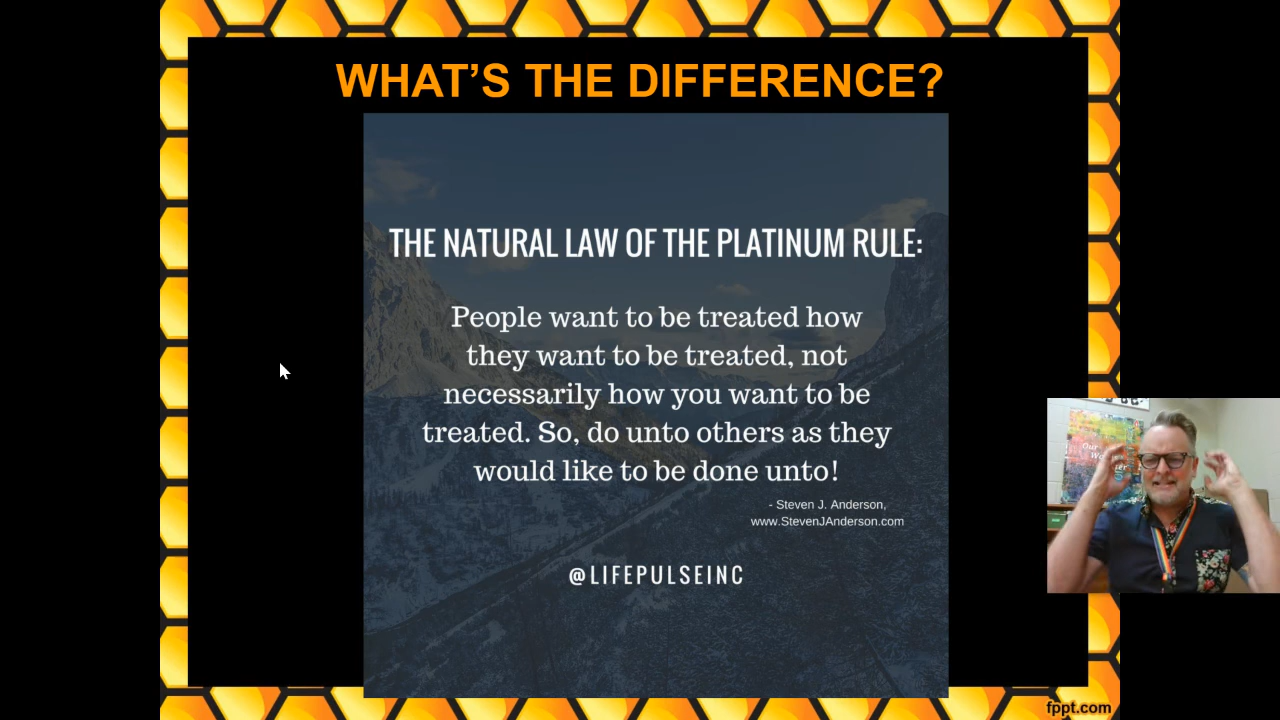 WHAT'S THE DIFFERENCE?
THE NATURAL LAW OF THE PLATINUM RULE:
People want to be treated how
they want to be treated, not
necessarily how you want to be
treated. So, do unto others as they
would like to be done unto!
- Steven J. Anderson,
www.StevenJAnderson.com
@LIFEPULSEINC
Our
fppt.com